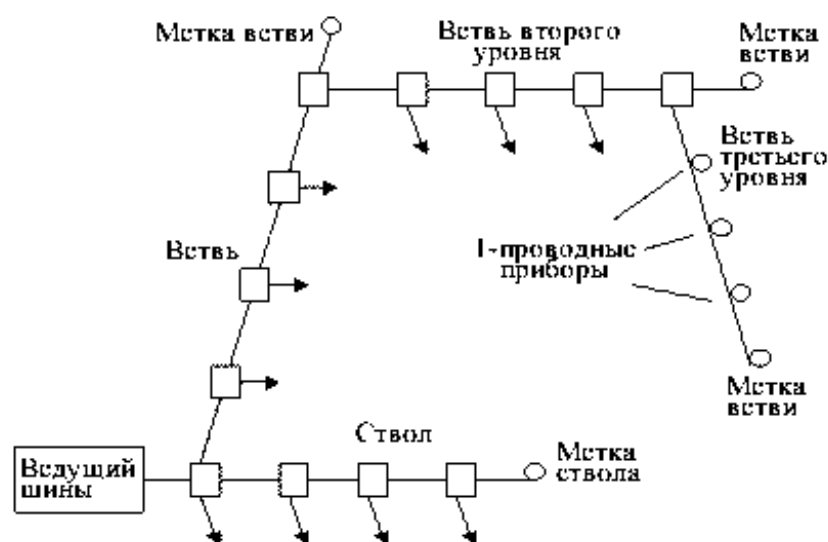 Метка ветви
Ветвь второго
уровня
Метка
ветви
Ветвь
третьего
уровня
Ветвь
1-проводные
приборы
Метка
ветви
Ствол
Метка
ствола
Ведущий
шины